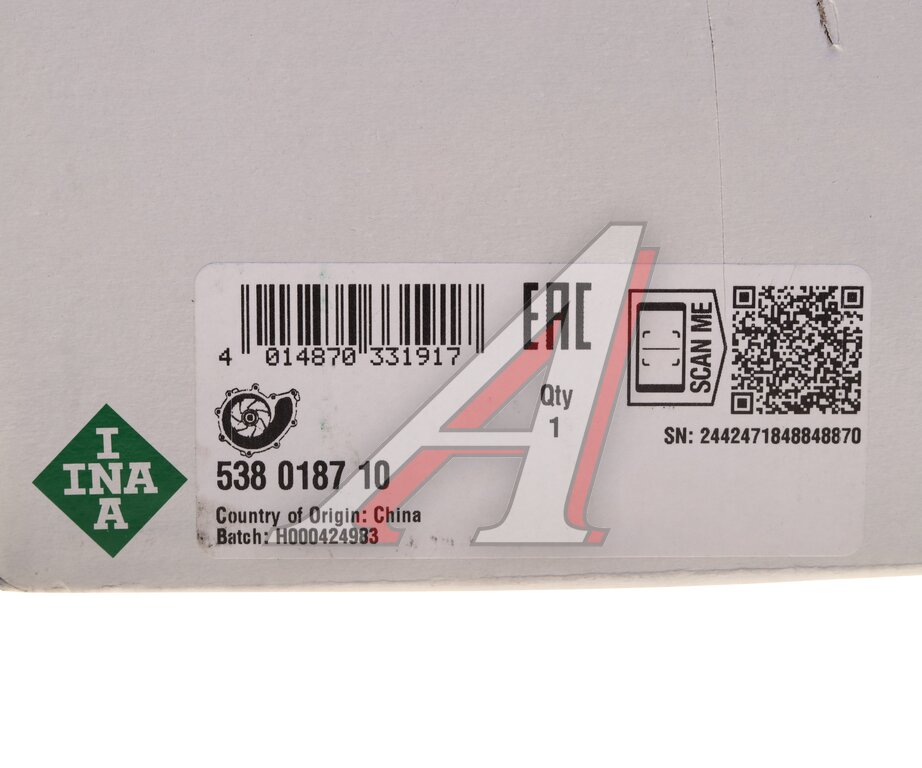 4 014870 331917
EAC
SCAN ME
Qty
1
SN: 2442471848848870
I
INA
A
538 0187 10
Country of Origin: China
Batch: H000424983